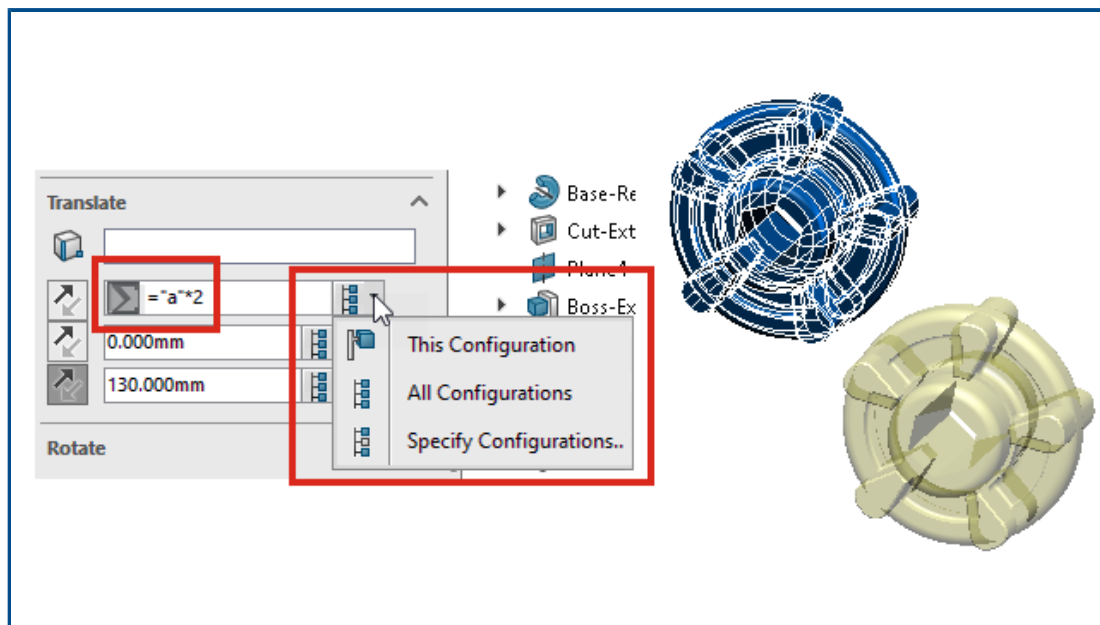 Translate
="a"*2
0.000mm
130.000mm
Rotate
Base-Re
Cut-Ext
Plane4
Boss-Ex
This Configuration
All Configurations
Specify Configurations..